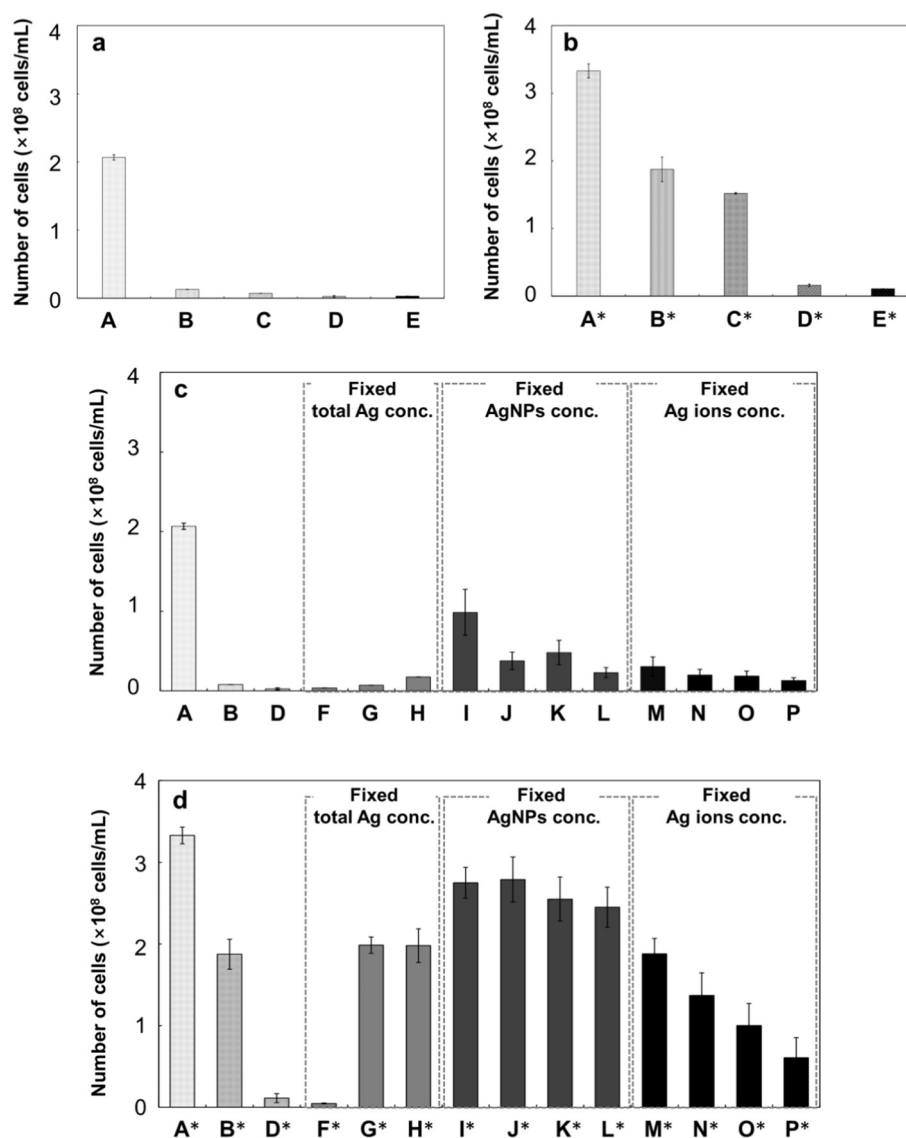 a
Number of cells (×10⁸ cells/mL)
4
3
2
1
0
A B C D E
b
Number of cells (×10⁸ cells/mL)
4
3
2
1
0
A* B* C* D* E*
c
Number of cells (×10⁸ cells/mL)
4
3
2
1
0
Fixed
total Ag conc.
Fixed
AgNPs conc.
Fixed
Ag ions conc.
A B D F G H I J K L M N O P
d
Number of cells (×10⁸ cells/mL)
4
3
2
1
0
Fixed
total Ag conc.
Fixed
AgNPs conc.
Fixed
Ag ions conc.
A* B* D* F* G* H* I* J* K* L* M* N* O* P*